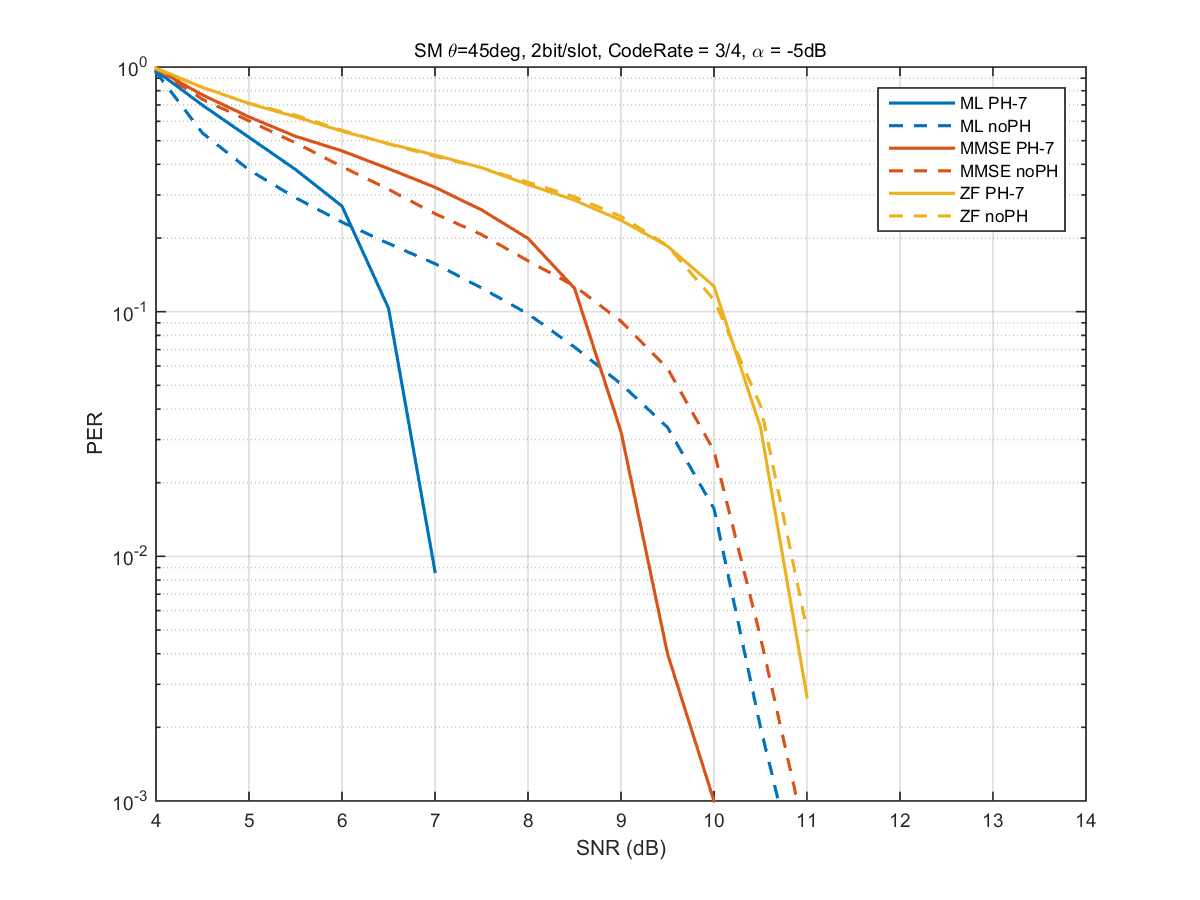 SM θ=45deg, 2bit/slot, CodeRate = 3/4, α = -5dB
10^0
10^-1
10^-2
10^-3
PER
4 5 6 7 8 9 10 11 12 13 14
SNR (dB)
ML PH-7
ML noPH
MMSE PH-7
MMSE noPH
ZF PH-7
ZF noPH